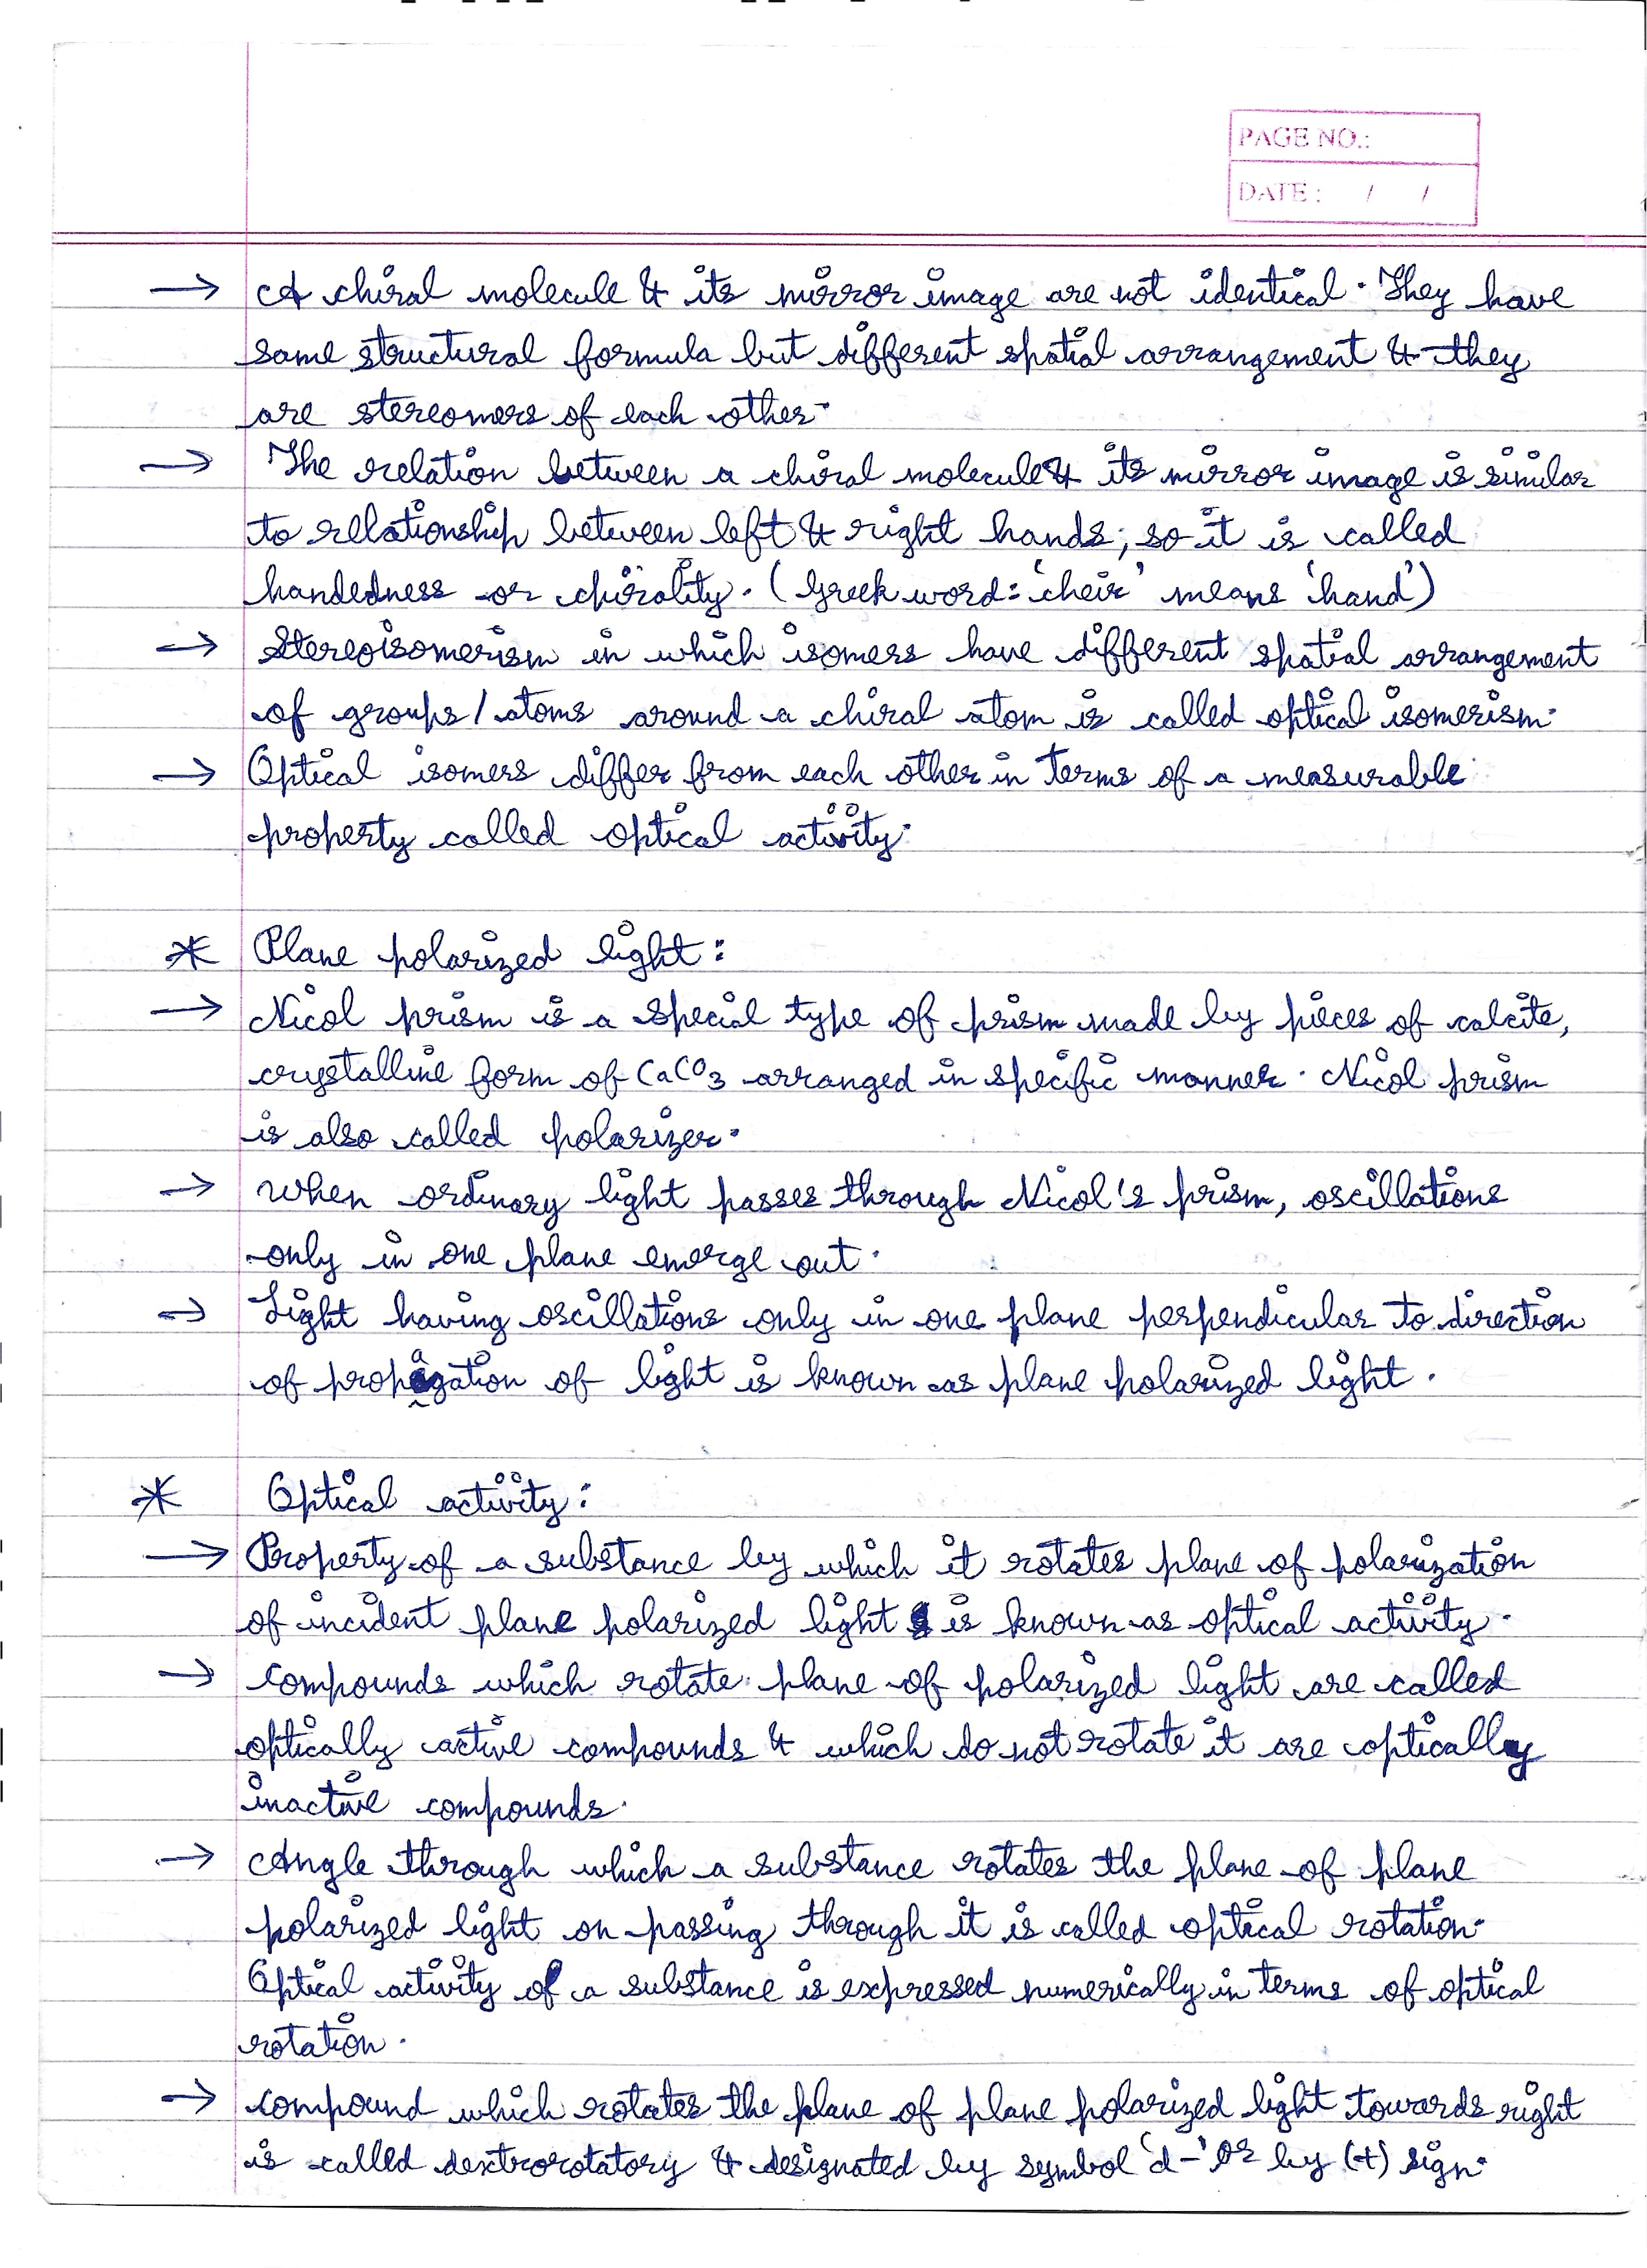 PAGE NO.:
DATE : / /
→ A chiral molecule & its mirror image are not identical. They have
same structural formula but different spatial arrangement & they
are stereomers of each other.
→ The relation between a chiral molecule & its mirror image is similar
to rellationship between left & right hands, so it is called
handedness or chirality. (Greek word: 'cheir' means 'hand')
→ Stereoisomerism in which isomers have different spatial arrangement
of groups/atoms around a chiral atom is called optical isomerism.
→ Optical isomers differ from each other in terms of a measurable
property called optical activity.
* Plane polarized light:
→ Nicol prism is a special type of prism made by pieces of calcite,
crystalline form of CaCO3 arranged in specific manner. Nicol prism
is also called polarizer.
→ When ordinary light passes through Nicol's prism, oscillations
only in one plane emerge out.
→ Light having oscillations only in one plane perpendicular to direction
of propagation of light is known as plane polarized light.
* Optical activity:
→ Property of a substance by which it rotates plane of polarization
of incident plane polarized light is known as optical activity.
→ Compounds which rotate plane of polarized light are called
optically active compounds & which do not rotate it are optically
inactive compounds.
→ Angle through which a substance rotates the plane of plane
polarized light on passing through it is called optical rotation.
Optical activity of a substance is expressed numerically in terms of optical
rotation.
→ Compound which rotates the plane of plane polarized light towards right
is called dextrorotatory & designated by symbol 'd-' or by (+) sign.